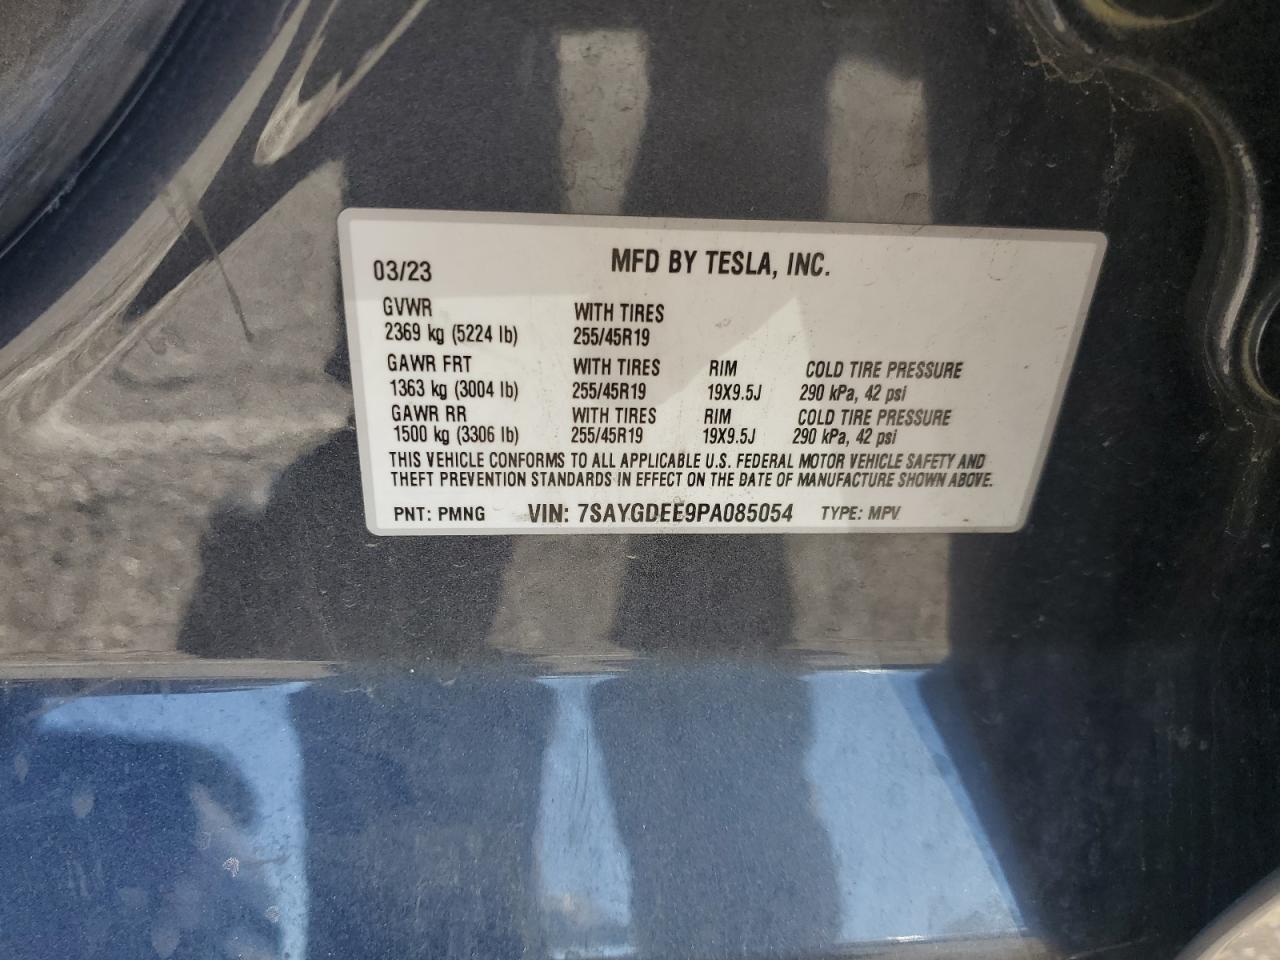 03/23 MFD BY TESLA, INC.
GVWR WITH TIRES
2369 kg (5224 lb) 255/45R19
GAWR FRT WITH TIRES RIM COLD TIRE PRESSURE
1363 kg (3004 lb) 255/45R19 19X9.5J 290 kPa, 42 psi
GAWR RR WITH TIRES RIM COLD TIRE PRESSURE
1500 kg (3306 lb) 255/45R19 19X9.5J 290 kPa, 42 psi
THIS VEHICLE CONFORMS TO ALL APPLICABLE U.S. FEDERAL MOTOR VEHICLE SAFETY AND
THEFT PREVENTION STANDARDS IN EFFECT ON THE DATE OF MANUFACTURE SHOWN ABOVE.
PNT: PMNG VIN: 7SAYGDEE9PA085054 TYPE: MPV